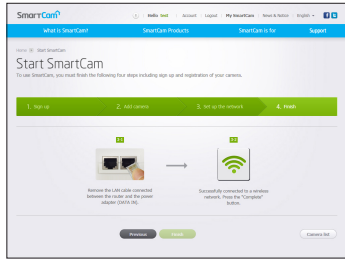 SmartCam
Hello Test | Account | Logout | My SmartCam | News & Notice | English
What is SmartCam? SmartCam Products SmartCam is for Support
Home Start SmartCam
Start SmartCam
To use SmartCam, you must finish the following four steps including sign up and registration of your camera.
1. Sign up 2. Add camera 3. Set up the network 4. Finish
Remove the LAN cable connected
between the router and the power
adapter (DATA IN).
Successfully connected to a wireless
network. Press the "Complete"
button.
Previous Camera list